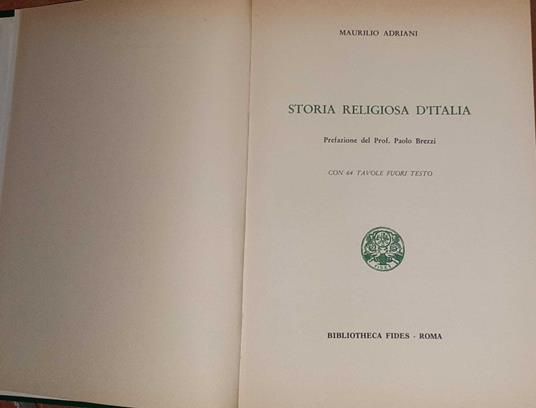 MAURILIO ADRIANI
STORIA RELIGIOSA D'ITALIA
Prefazione del Prof. Paolo Brezzi
CON 64 TAVOLE FUORI TESTO
BIBLIOTHECA FIDES - ROMA